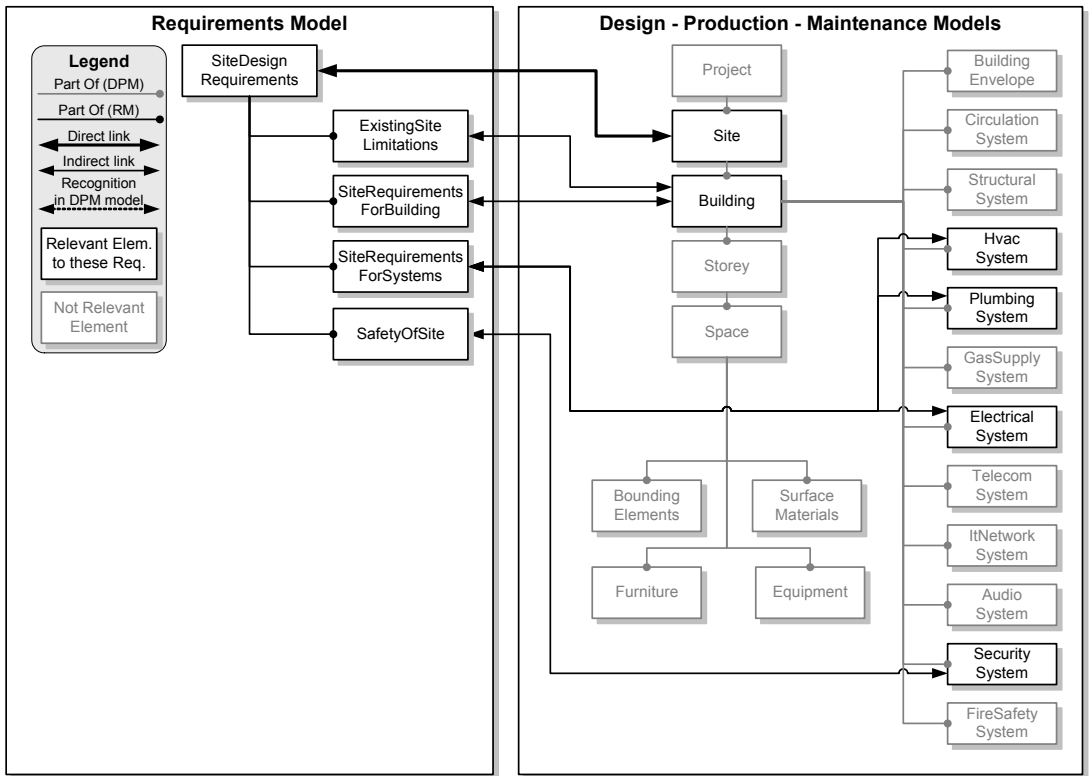 Requirements Model
Legend
Part Of (DPM)
Part Of (RM)
Direct link
Indirect link
Recognition
in DPM model
Relevant Elem.
to these Req.
Not Relevant
Element
SiteDesign
Requirements
ExistingSite
Limitations
SiteRequirements
ForBuilding
SiteRequirements
ForSystems
SafetyOfSite
Design - Production - Maintenance Models
Project
Site
Building
Storey
Space
Bounding
Elements
Surface
Materials
Furniture
Equipment
Building
Envelope
Circulation
System
Structural
System
Hvac
System
Plumbing
System
GasSupply
System
Electrical
System
Telecom
System
ItNetwork
System
Audio
System
Security
System
FireSafety
System